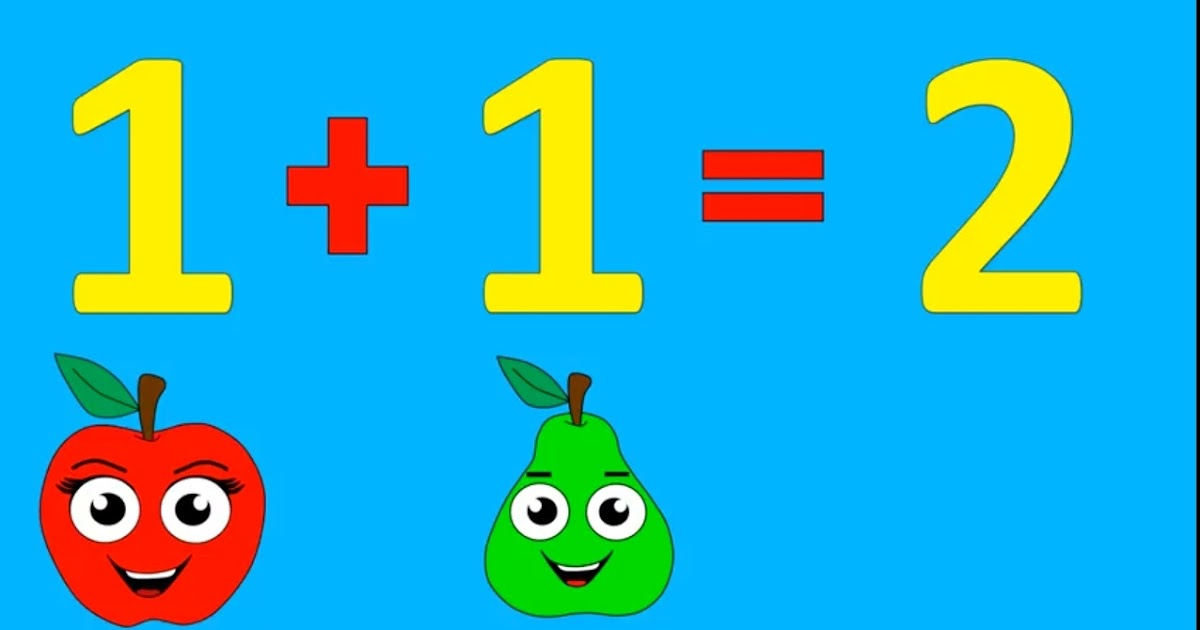 1 + 1 = 2